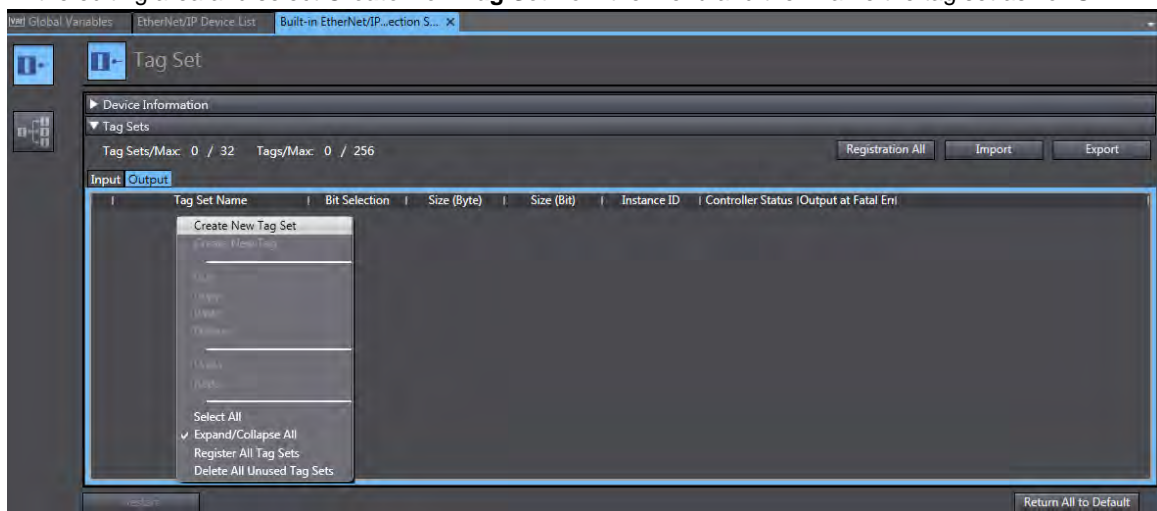 Global Variables EtherNet/IP Device List Built-in EtherNet/IP...ection S... ×
Tag Set
Device Information
Tag Sets
Tag Sets/Max: 0 / 32 Tags/Max: 0 / 256 Registration All Import Export
Input Output
Tag Set Name | Bit Selection | Size (Byte) | Size (Bit) | Instance ID | Controller Status |Output at Fatal Err|
Create New Tag Set
Create New Tag
Select All
✓ Expand/Collapse All
Register All Tag Sets
Delete All Unused Tag Sets
Return All to Default